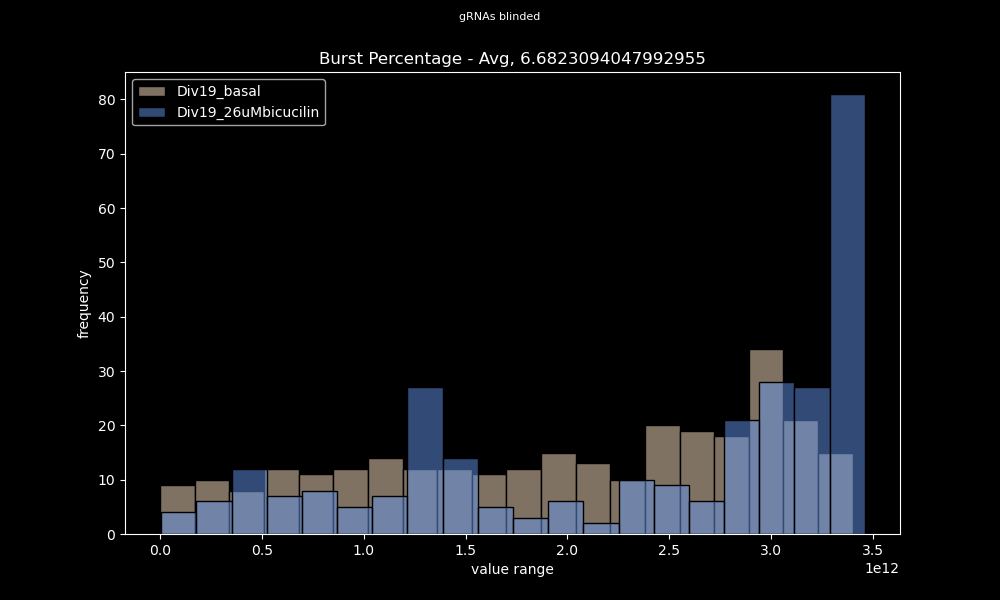 gRNAs blinded
Burst Percentage - Avg, 6.6823094047992955
Div19_basal
Div19_26uMbicucilin
frequency
80
70
60
50
40
30
20
10
0
0.0 0.5 1.0 1.5 2.0 2.5 3.0 3.5
1e12
value range